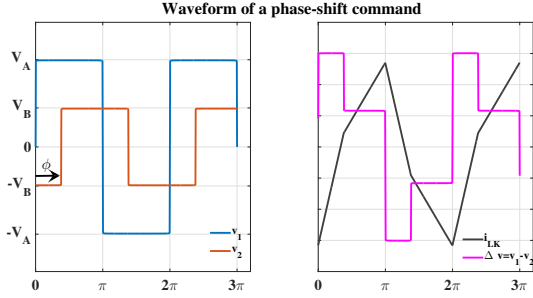 Waveform of a phase-shift command
V_A
V_B
0
-V_B
-V_A
ϕ
v_1
v_2
0 π 2π 3π
i_LK
Δ v=v_1-v_2
0 π 2π 3π